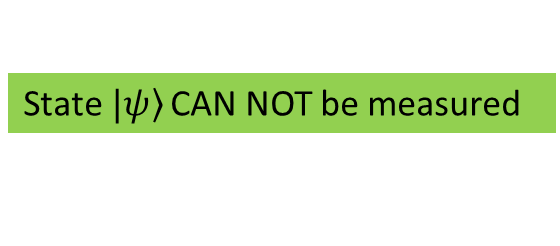 State |ψ⟩ CAN NOT be measured